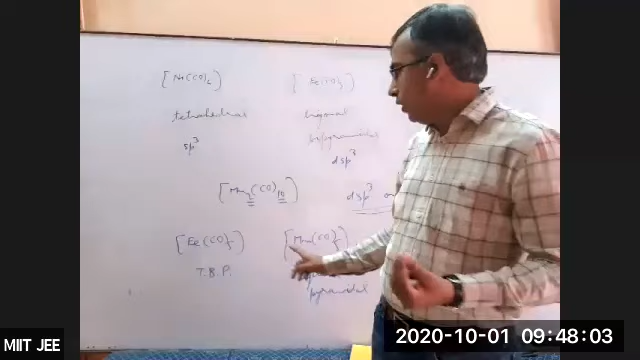 [Ni(CO)4] [Fe(CO)5]
tetrahedral trigonal
bipyramidal
sp3 dsp3
[Mn2(CO)10] dsp3 or
[Fe(CO)5] [Mn(CO)5]
T.B.P.
pyramidal
MIIT JEE
2020-10-01 09:48:03